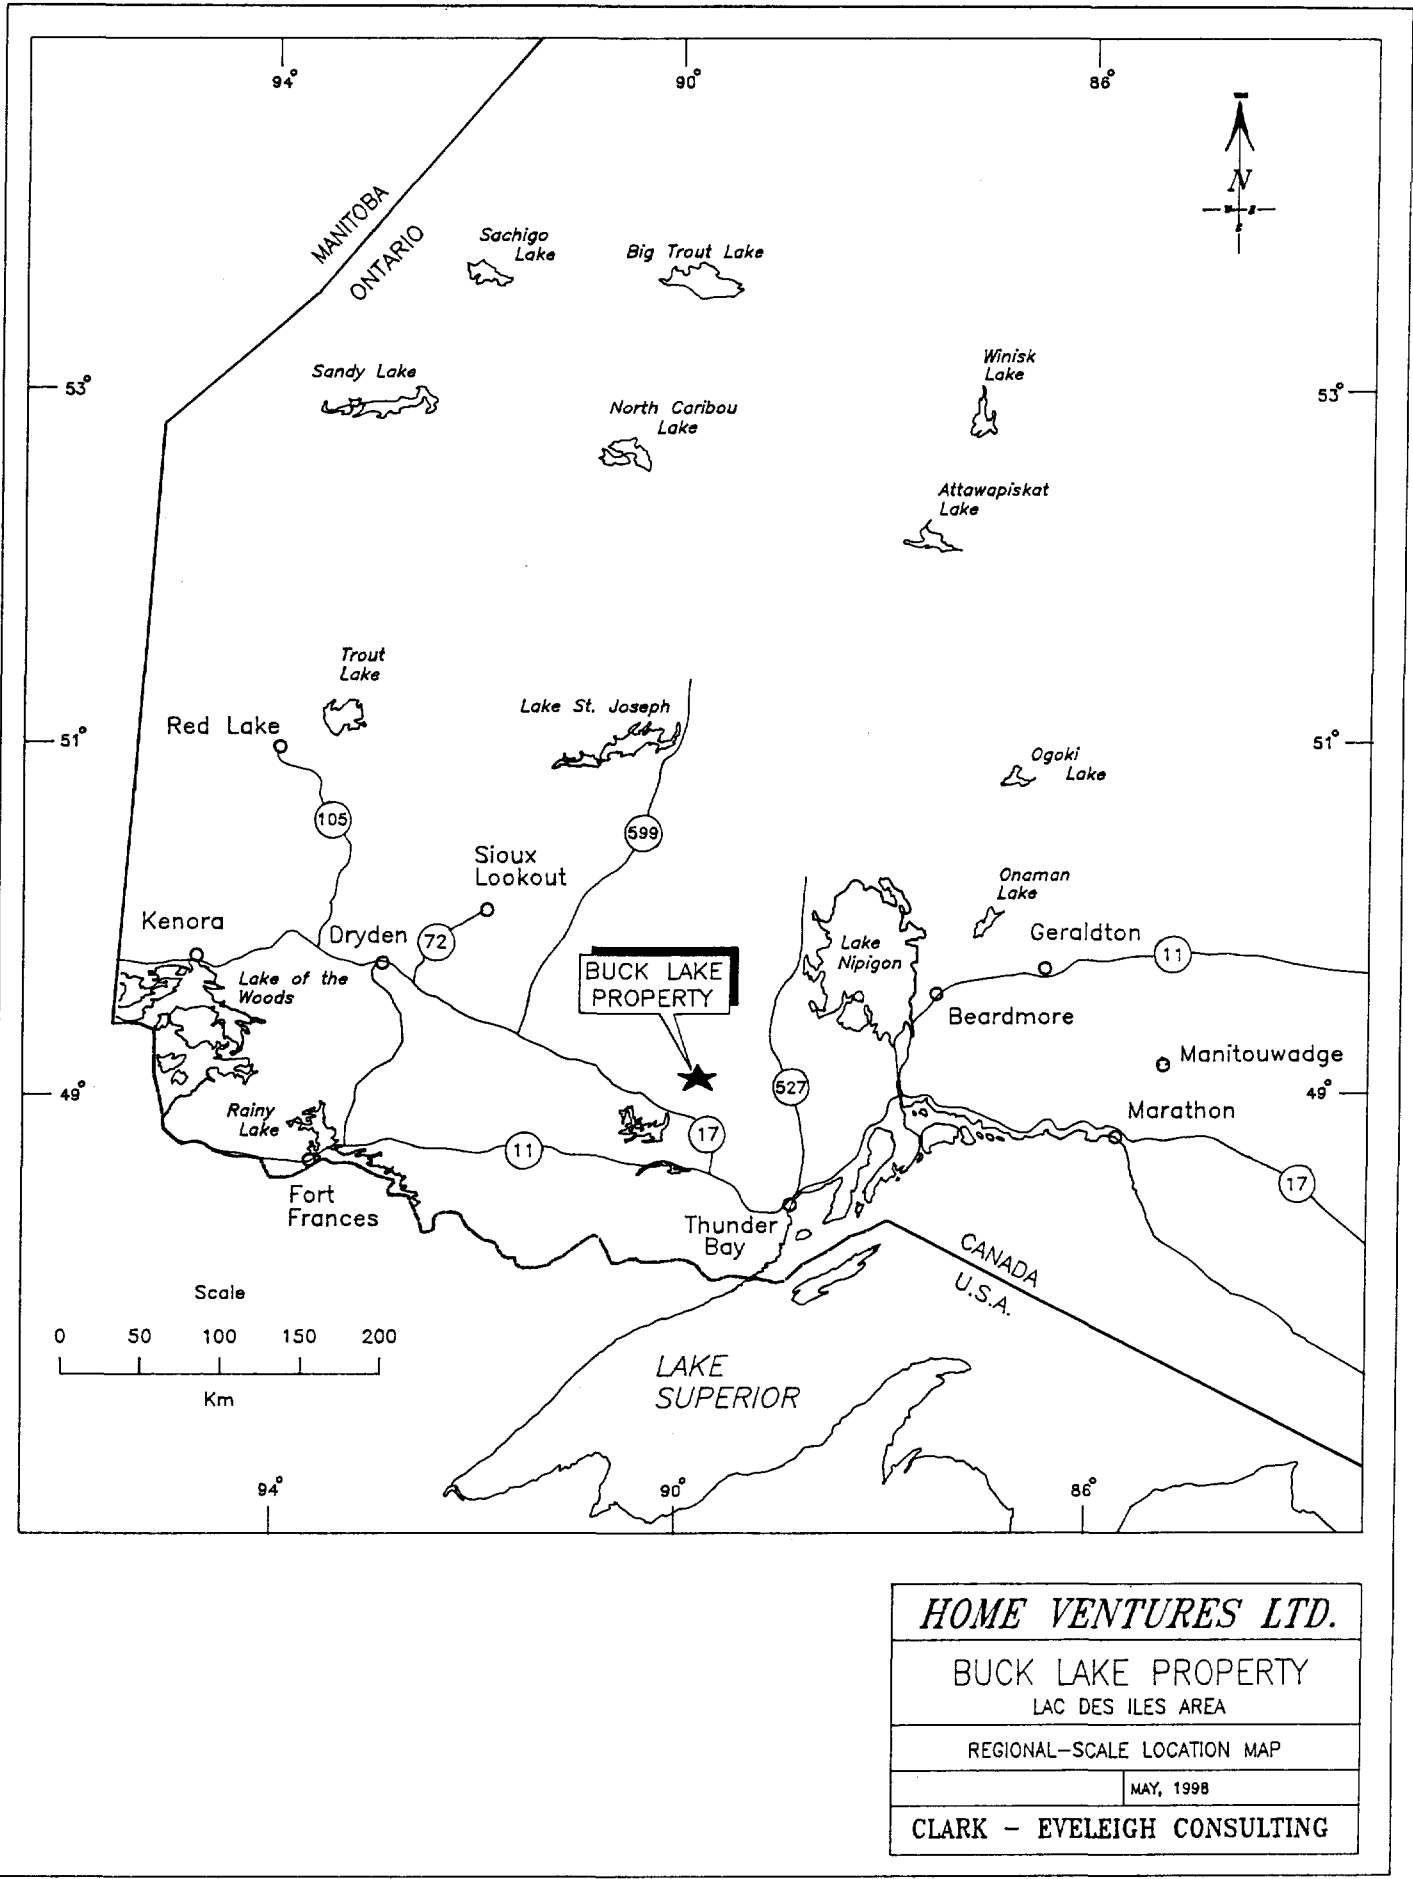 94° 90° 86°
N
MANITOBA
ONTARIO
Sachigo
Lake
Big Trout Lake
53° 53°
Sandy Lake
Winisk
Lake
North Caribou
Lake
Attawapiskat
Lake
Trout
Lake
Red Lake
Lake St. Joseph
51° 51°
Ogoki
Lake
105
599
Sioux
Lookout
Onaman
Lake
Kenora
Dryden
72
Lake
Nipigon
Geraldton
11
Lake of the
Woods
BUCK LAKE
PROPERTY
Beardmore
Manitouwadge
49° 49°
527
Rainy
Lake
Marathon
11
17
17
Fort
Frances
Thunder
Bay
CANADA
U.S.A.
Scale
0 50 100 150 200
Km
LAKE
SUPERIOR
94° 90° 86°
HOME VENTURES LTD.
BUCK LAKE PROPERTY
LAC DES ILES AREA
REGIONAL-SCALE LOCATION MAP
MAY, 1998
CLARK - EVELEIGH CONSULTING